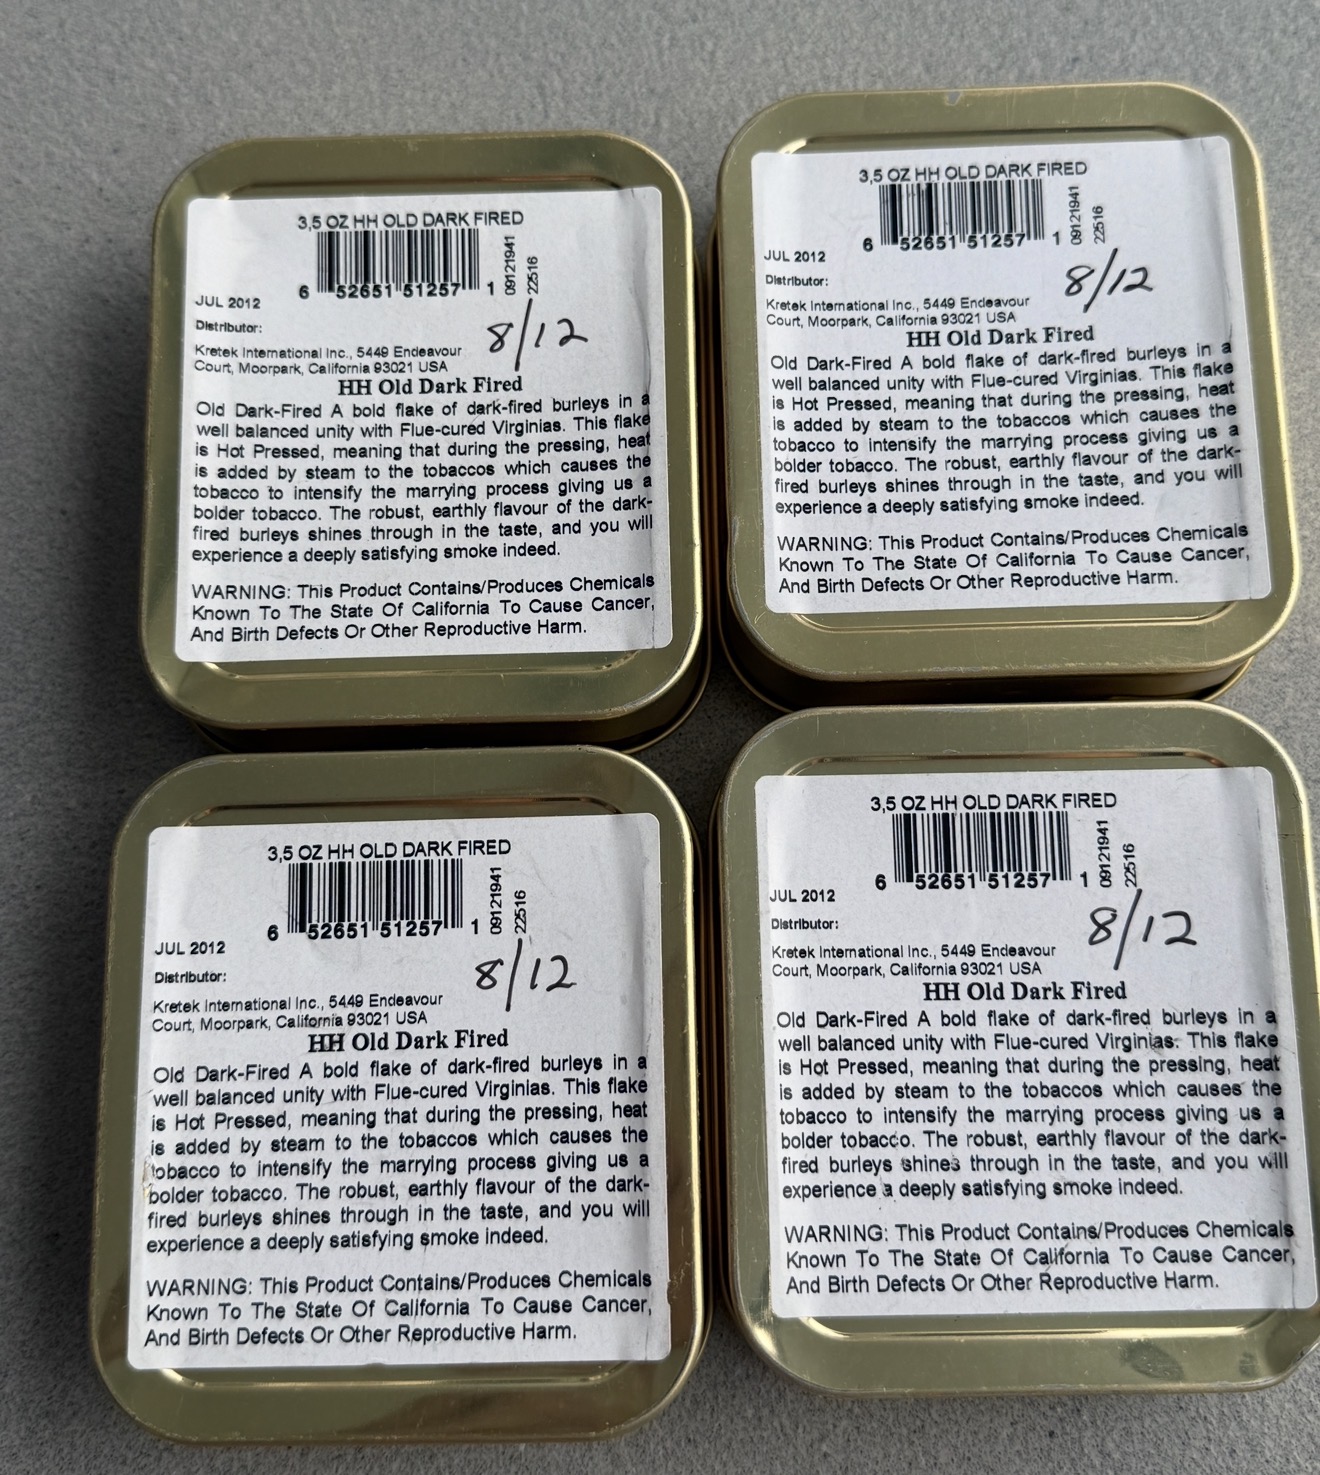 3,5 OZ HH OLD DARK FIRED
6 52651 51257 1
09121941
22516
JUL 2012
8/12
Distributor:
Kretek International Inc., 5449 Endeavour
Court, Moorpark, California 93021 USA
HH Old Dark Fired
Old Dark-Fired A bold flake of dark-fired burleys in a
well balanced unity with Flue-cured Virginias. This flake
is Hot Pressed, meaning that during the pressing, heat
is added by steam to the tobaccos which causes the
tobacco to intensify the marrying process giving us a
bolder tobacco. The robust, earthly flavour of the dark-
fired burleys shines through in the taste, and you will
experience a deeply satisfying smoke indeed.
WARNING: This Product Contains/Produces Chemicals
Known To The State Of California To Cause Cancer,
And Birth Defects Or Other Reproductive Harm.
3,5 OZ HH OLD DARK FIRED
6 52651 51257 1
09121941
22516
JUL 2012
8/12
Distributor:
Kretek International Inc., 5449 Endeavour
Court, Moorpark, California 93021 USA
HH Old Dark Fired
Old Dark-Fired A bold flake of dark-fired burleys in a
well balanced unity with Flue-cured Virginias. This flake
is Hot Pressed, meaning that during the pressing, heat
is added by steam to the tobaccos which causes the
tobacco to intensify the marrying process giving us a
bolder tobacco. The robust, earthly flavour of the dark-
fired burleys shines through in the taste, and you will
experience a deeply satisfying smoke indeed.
WARNING: This Product Contains/Produces Chemicals
Known To The State Of California To Cause Cancer,
And Birth Defects Or Other Reproductive Harm.
3,5 OZ HH OLD DARK FIRED
6 52651 51257 1
09121941
22516
JUL 2012
8/12
Distributor:
Kretek International Inc., 5449 Endeavour
Court, Moorpark, California 93021 USA
HH Old Dark Fired
Old Dark-Fired A bold flake of dark-fired burleys in a
well balanced unity with Flue-cured Virginias. This flake
is Hot Pressed, meaning that during the pressing, heat
is added by steam to the tobaccos which causes the
tobacco to intensify the marrying process giving us a
bolder tobacco. The robust, earthly flavour of the dark-
fired burleys shines through in the taste, and you will
experience a deeply satisfying smoke indeed.
WARNING: This Product Contains/Produces Chemicals
Known To The State Of California To Cause Cancer,
And Birth Defects Or Other Reproductive Harm.
3,5 OZ HH OLD DARK FIRED
6 52651 51257 1
09121941
22516
JUL 2012
8/12
Distributor:
Kretek International Inc., 5449 Endeavour
Court, Moorpark, California 93021 USA
HH Old Dark Fired
Old Dark-Fired A bold flake of dark-fired burleys in a
well balanced unity with Flue-cured Virginias. This flake
is Hot Pressed, meaning that during the pressing, heat
is added by steam to the tobaccos which causes the
tobacco to intensify the marrying process giving us a
bolder tobacco. The robust, earthly flavour of the dark-
fired burleys shines through in the taste, and you will
experience a deeply satisfying smoke indeed.
WARNING: This Product Contains/Produces Chemicals
Known To The State Of California To Cause Cancer,
And Birth Defects Or Other Reproductive Harm.